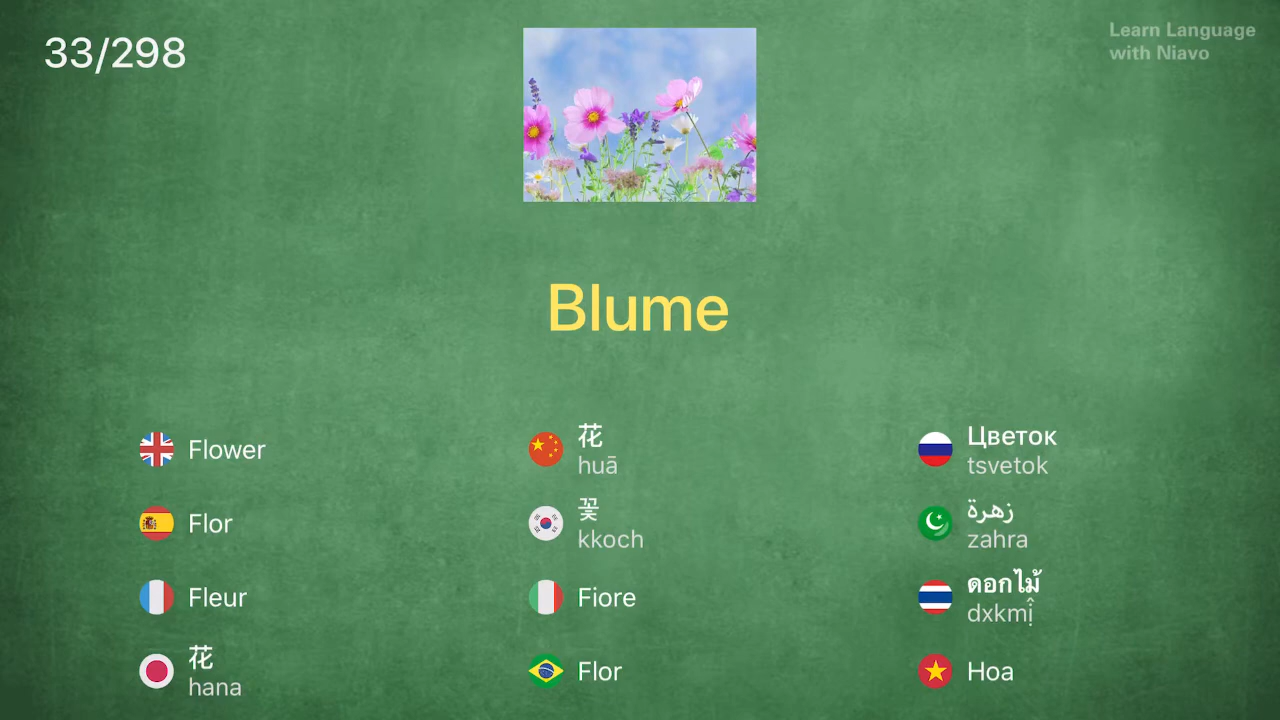 33/298
Learn Language
with Niavo
Blume
Flower
花
huā
Цветок
tsvetok
Flor
꽃
kkoch
زهرة
zahra
Fleur
Fiore
ดอกไม้
dxkmị̂
花
hana
Flor
Hoa